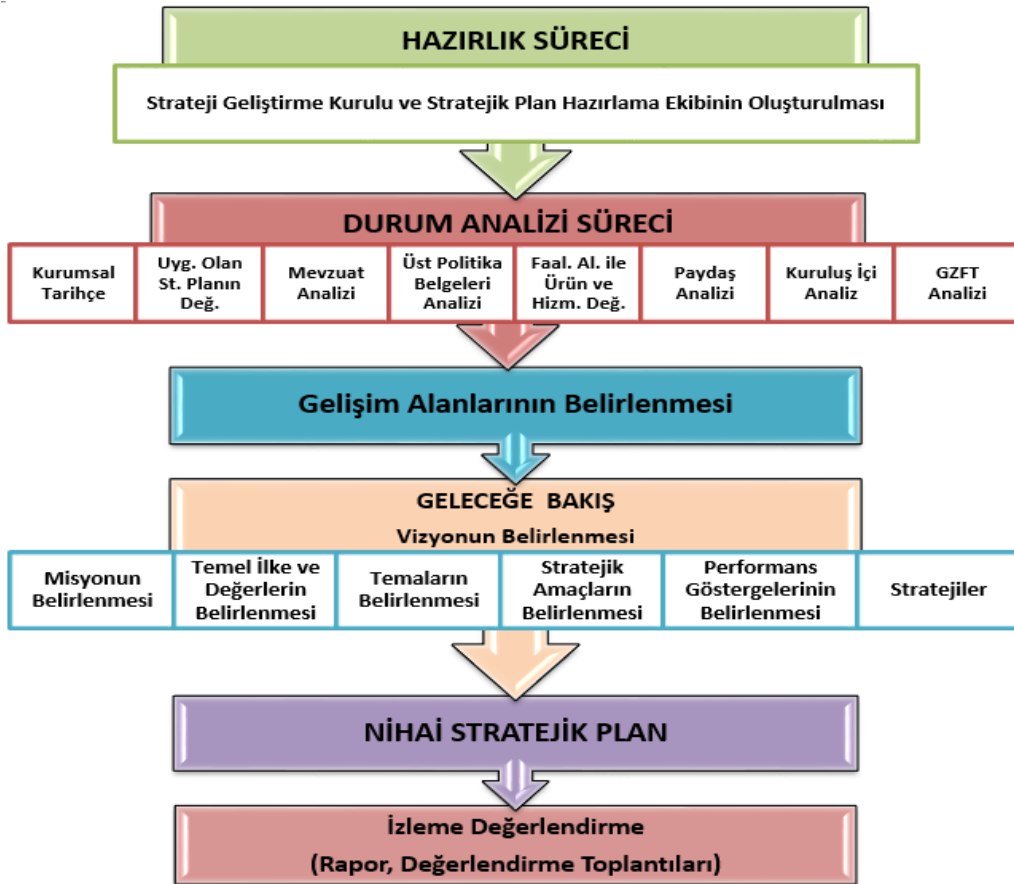 HAZIRLIK SÜRECİ
Strateji Geliştirme Kurulu ve Stratejik Plan Hazırlama Ekibinin Oluşturulması
DURUM ANALİZİ SÜRECİ
Kurumsal
Tarihçe
Uyg. Olan
St. Planın
Değ.
Mevzuat
Analizi
Üst Politika
Belgeleri
Analizi
Faal. Al. ile
Ürün ve
Hizm. Değ.
Paydaş
Analizi
Kuruluş İçi
Analiz
GZFT
Analizi
Gelişim Alanlarının Belirlenmesi
GELECEĞE BAKIŞ
Vizyonun Belirlenmesi
Misyonun
Belirlenmesi
Temel İlke ve
Değerlerin
Belirlenmesi
Temaların
Belirlenmesi
Stratejik
Amaçların
Belirlenmesi
Performans
Göstergelerinin
Belirlenmesi
Stratejiler
NİHAİ STRATEJİK PLAN
İzleme Değerlendirme
(Rapor, Değerlendirme Toplantıları)